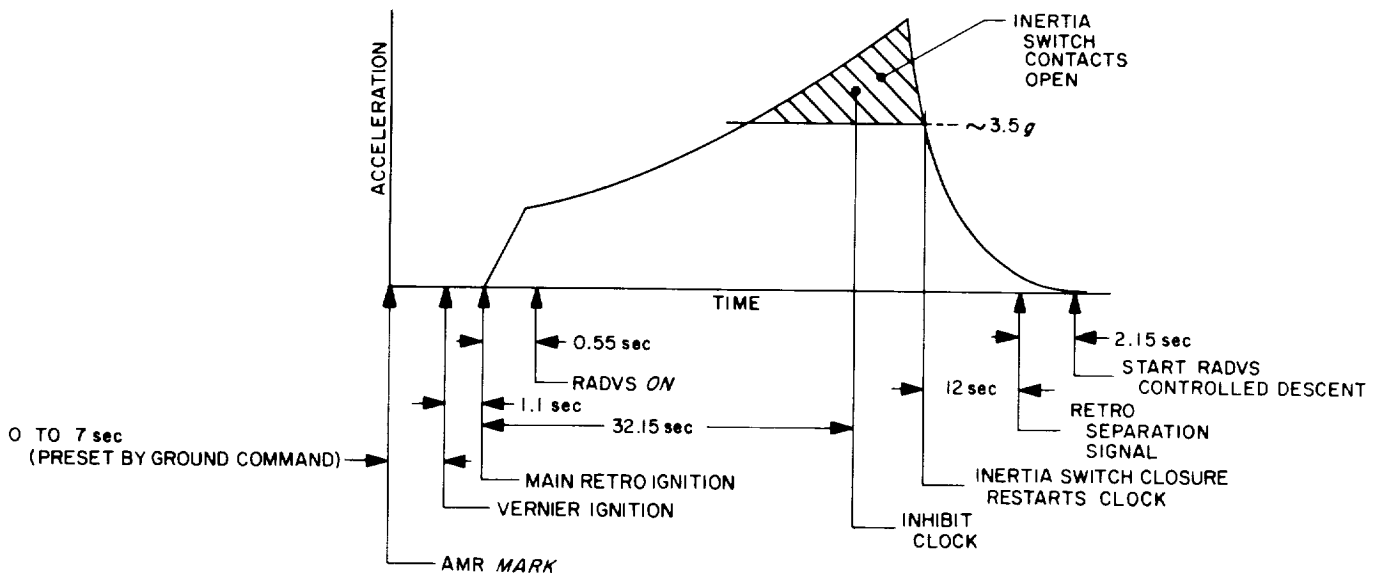 ACCELERATION
INERTIA
SWITCH
CONTACTS
OPEN
~3.5 g
TIME
0.55 sec
RADVS ON
1.1 sec
32.15 sec
0 TO 7 sec
(PRESET BY GROUND COMMAND)
MAIN RETRO IGNITION
VERNIER IGNITION
AMR MARK
2.15 sec
START RADVS
CONTROLLED DESCENT
12 sec
RETRO
SEPARATION
SIGNAL
INERTIA SWITCH CLOSURE
RESTARTS CLOCK
INHIBIT
CLOCK